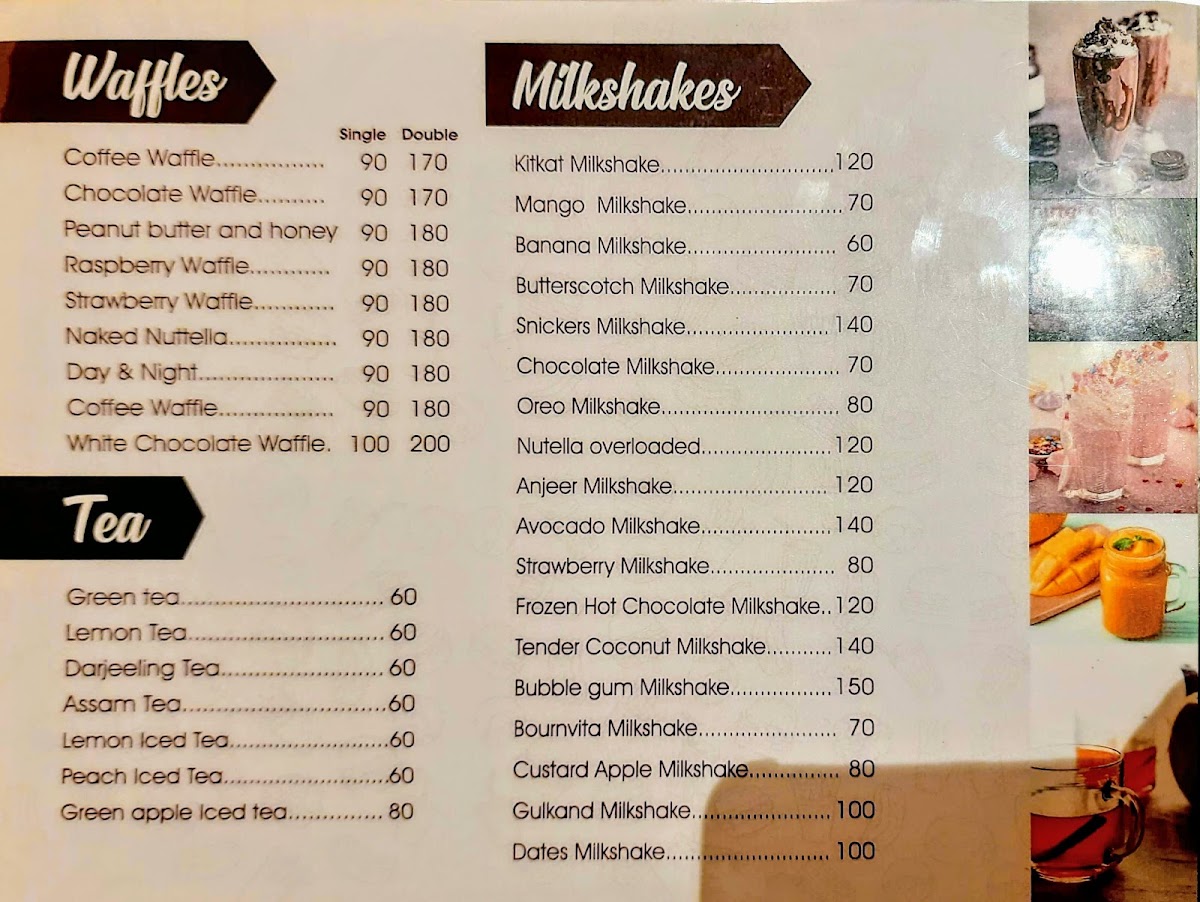 Waffles
Single Double
Coffee Waffle................ 90 170
Chocolate Waffle.......... 90 170
Peanut butter and honey 90 180
Raspberry Waffle............ 90 180
Strawberry Waffle............ 90 180
Naked Nuttella................ 90 180
Day & Night.................... 90 180
Coffee Waffle................. 90 180
White Chocolate Waffle. 100 200
Tea
Green tea.............................. 60
Lemon Tea............................. 60
Darjeeling Tea........................ 60
Assam Tea..............................60
Lemon Iced Tea.......................60
Peach Iced Tea........................60
Green apple Iced tea.............. 80
Milkshakes
Kitkat Milkshake..............................120
Mango Milkshake...........................70
Banana Milkshake......................... 60
Butterscotch Milkshake.................. 70
Snickers Milkshake........................ 140
Chocolate Milkshake..................... 70
Oreo Milkshake.............................. 80
Nutella overloaded.......................120
Anjeer Milkshake........................... 120
Avocado Milkshake.......................140
Strawberry Milkshake..................... 80
Frozen Hot Chocolate Milkshake..120
Tender Coconut Milkshake...........140
Bubble gum Milkshake..................150
Bournvita Milkshake........................ 70
Custard Apple Milkshake................ 80
Gulkand Milkshake........................ 100
Dates Milkshake............................ 100